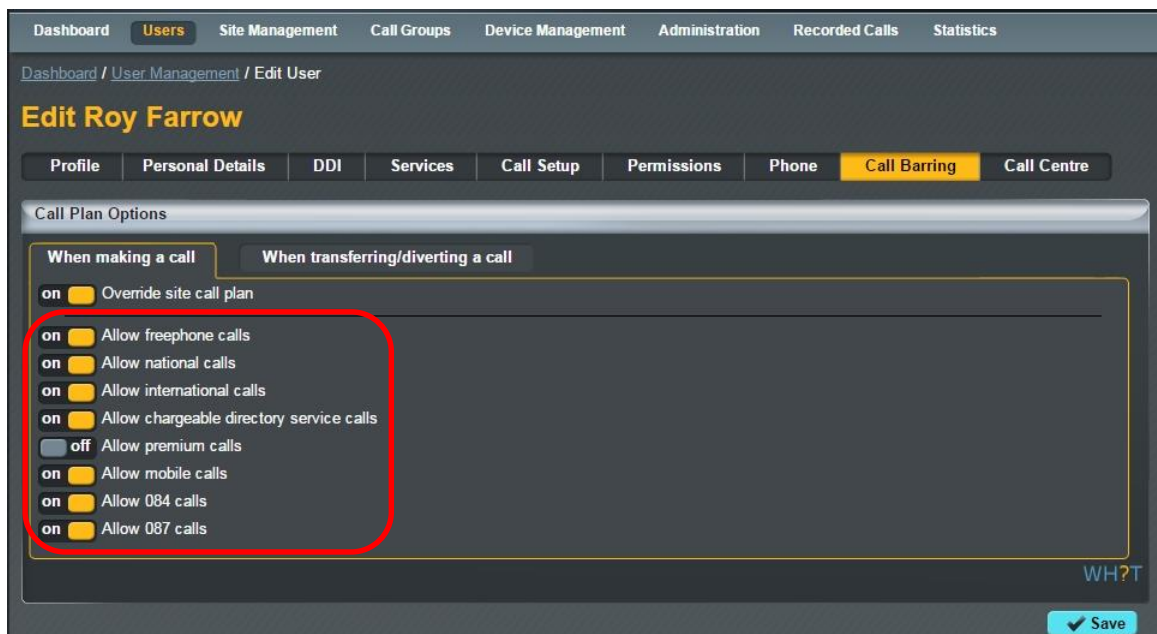 Dashboard Users Site Management Call Groups Device Management Administration Recorded Calls Statistics
Dashboard / User Management / Edit User
Edit Roy Farrow
Profile Personal Details DDI Services Call Setup Permissions Phone Call Barring Call Centre
Call Plan Options
When making a call When transferring/diverting a call
on Override site call plan
on Allow freephone calls
on Allow national calls
on Allow international calls
on Allow chargeable directory service calls
off Allow premium calls
on Allow mobile calls
on Allow 084 calls
on Allow 087 calls
WH?T
Save